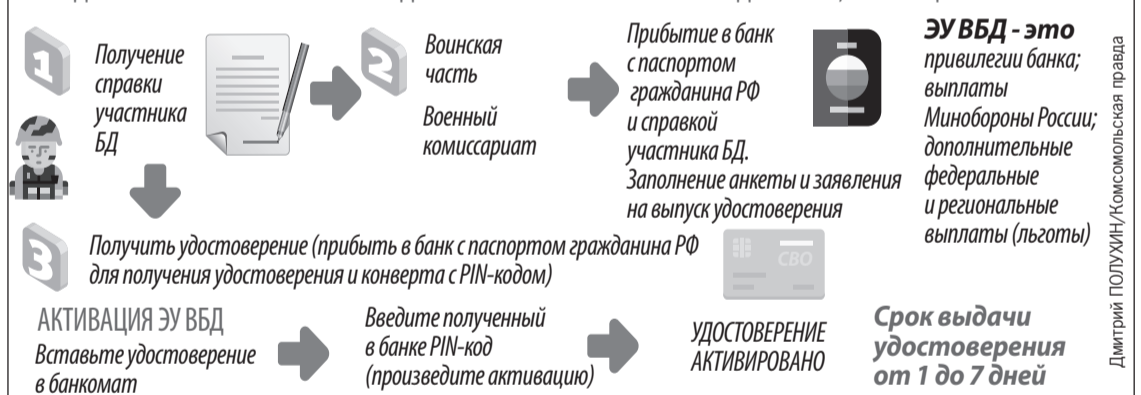 1
Получение
справки
участника
БД
2
Воинская
часть
Военный
комиссариат
Прибытие в банк
с паспортом
гражданина РФ
и справкой
участника БД.
Заполнение анкеты и заявления
на выпуск удостоверения
ЭУ ВБД - это
привилегии банка;
выплаты
Минобороны России;
дополнительные
федеральные
и региональные
выплаты (льготы)
3
Получить удостоверение (прибыть в банк с паспортом гражданина РФ
для получения удостоверения и конверта с PIN-кодом)
СВО
АКТИВАЦИЯ ЭУ ВБД
Вставьте удостоверение
в банкомат
Введите полученный
в банке PIN-код
(произведите активацию)
УДОСТОВЕРЕНИЕ
АКТИВИРОВАНО
Срок выдачи
удостоверения
от 1 до 7 дней
Дмитрий ПОЛУХИН/Комсомольская правда